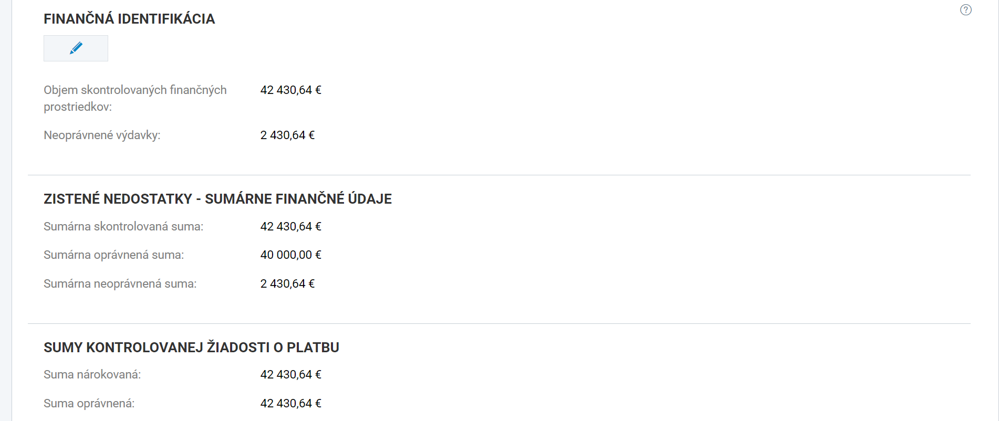 FINANČNÁ IDENTIFIKÁCIA
?
Objem skontrolovaných finančných
prostriedkov:
42 430,64 €
Neoprávnené výdavky:
2 430,64 €
ZISTENÉ NEDOSTATKY - SUMÁRNE FINANČNÉ ÚDAJE
Sumárna skontrolovaná suma:
42 430,64 €
Sumárna oprávnená suma:
40 000,00 €
Sumárna neoprávnená suma:
2 430,64 €
SUMY KONTROLOVANEJ ŽIADOSTI O PLATBU
Suma nárokovaná:
42 430,64 €
Suma oprávnená:
42 430,64 €